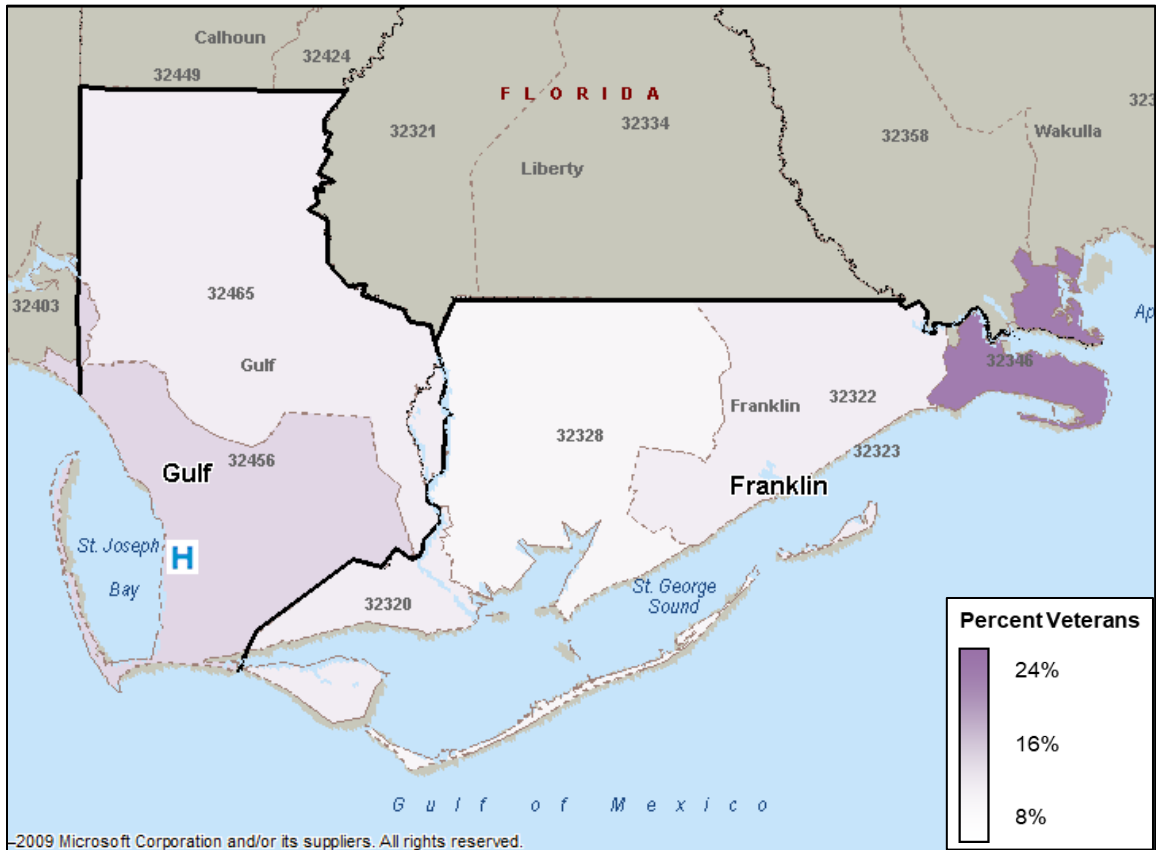 Calhoun
32424
32449
FLORIDA
32321
32334
32358
Wakulla
Liberty
32465
32403
Gulf
32346
Franklin
32322
32328
32323
32456
Gulf
Franklin
St. Joseph
Bay
H
St. George
Sound
32320
Percent Veterans
24%
16%
8%
Gulf of Mexico
2009 Microsoft Corporation and/or its suppliers. All rights reserved.